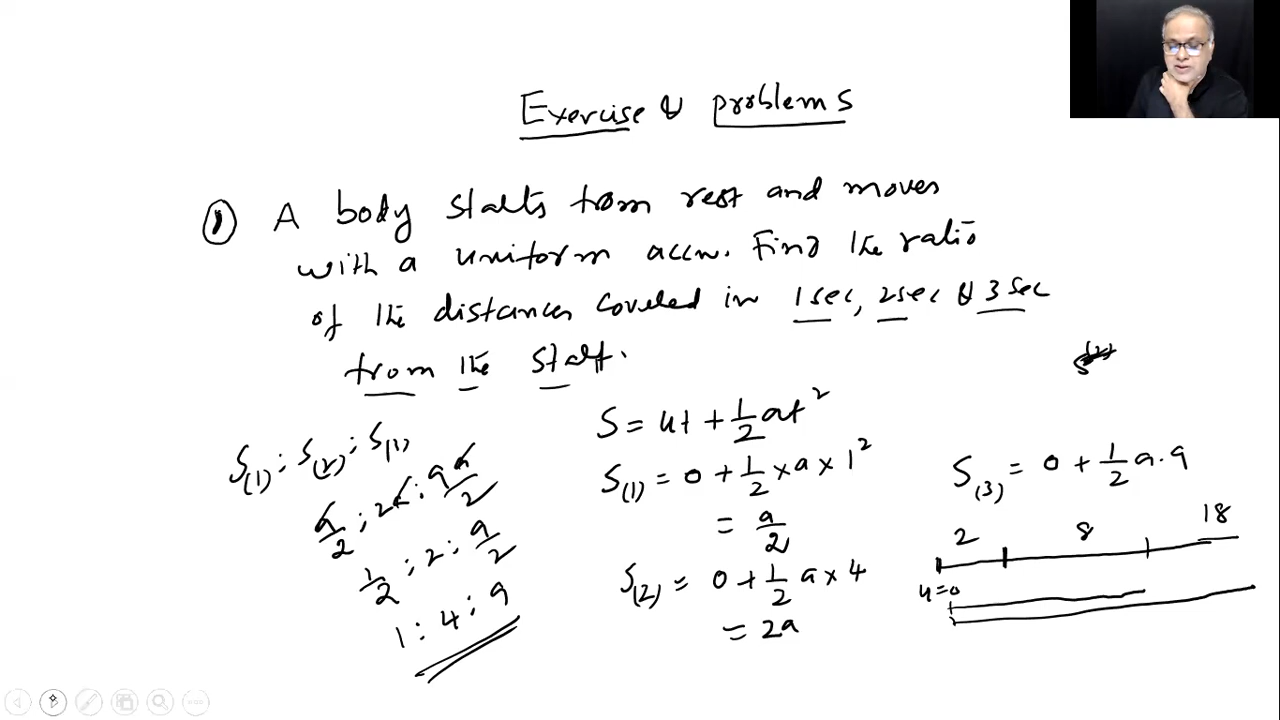 Exercise & problems
① A body starts from rest and moves
with a uniform accn. Find the ratio
of the distances covered in 1sec, 2sec & 3sec
from the start.
S = ut + 1/2 at²
S(1) : S(2) : S(3)
a/2 : 2a : 9a/2
1/2 : 2 : 9/2
1 : 4 : 9
S(1) = 0 + 1/2 × a × 1²
= a/2
S(2) = 0 + 1/2 a × 4
= 2a
S(3) = 0 + 1/2 a . 9
2 8 18
u=0